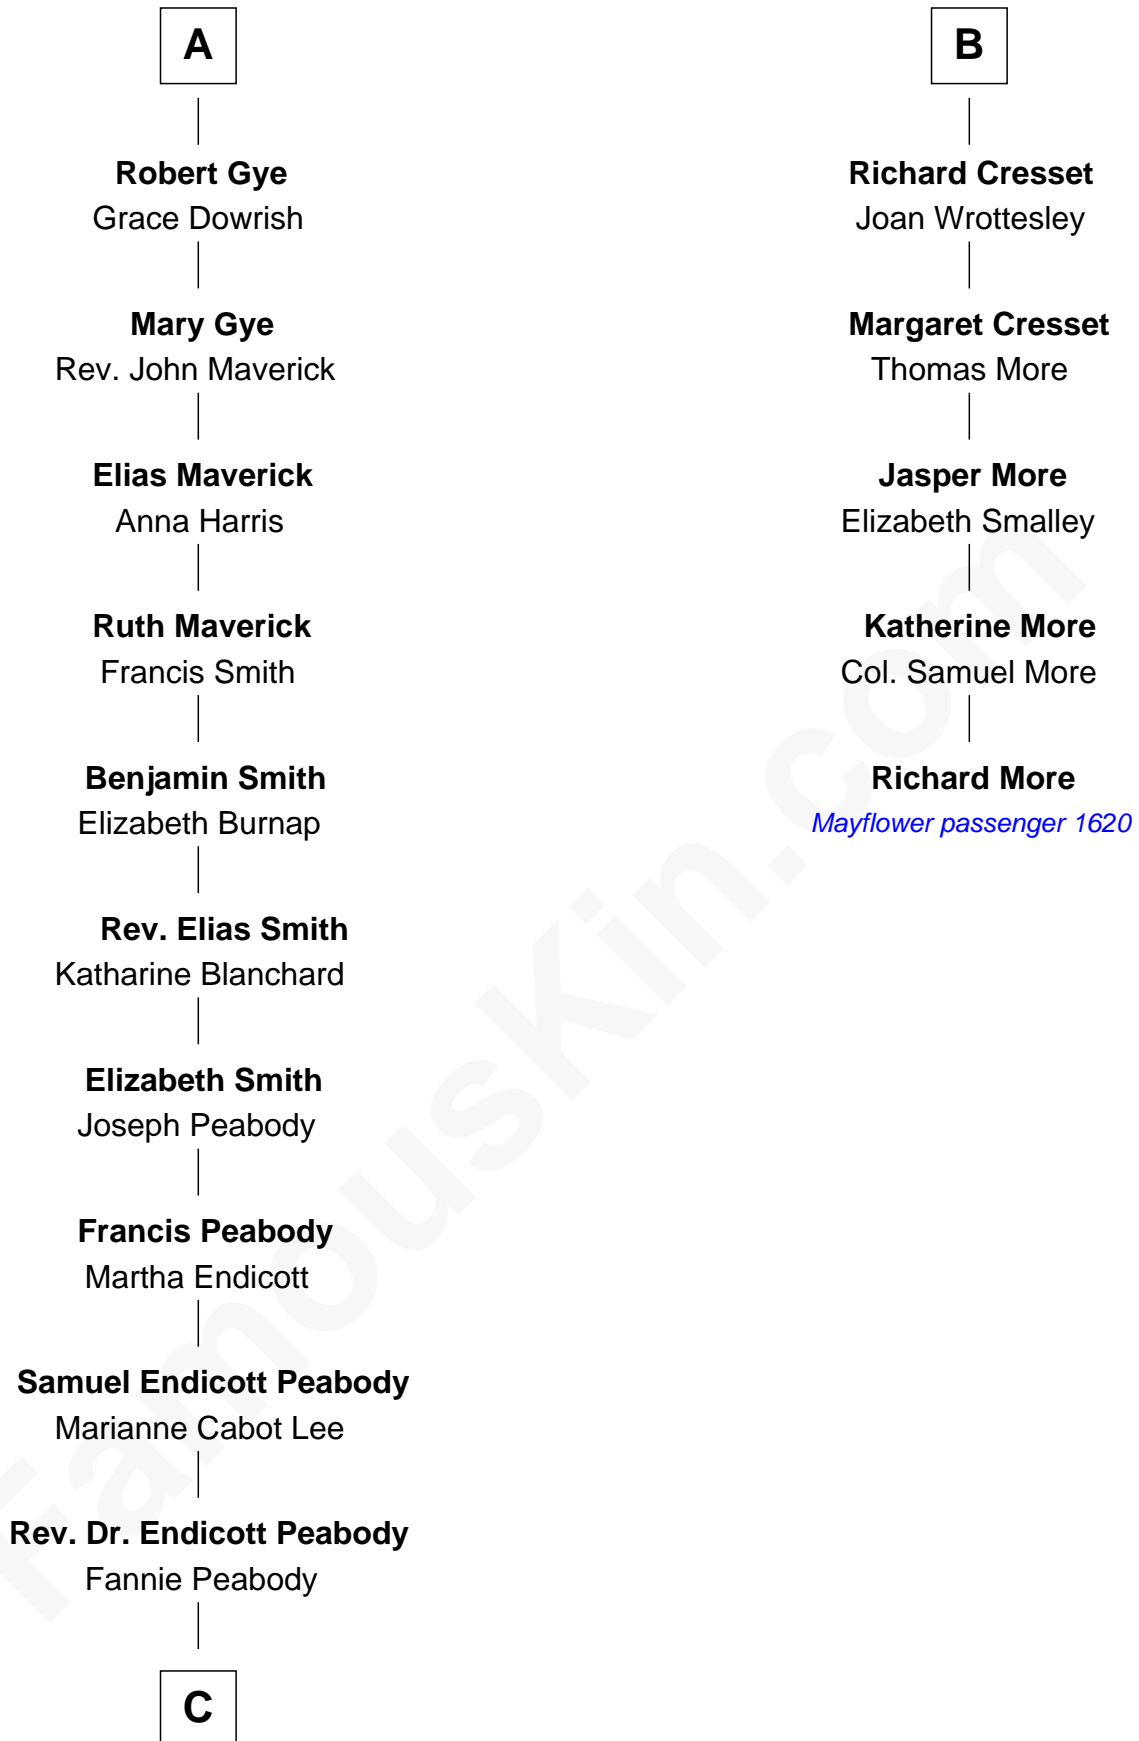 A
Robert Gye
Grace Dowrish
Mary Gye
Rev. John Maverick
Elias Maverick
Anna Harris
Ruth Maverick
Francis Smith
Benjamin Smith
Elizabeth Burnap
Rev. Elias Smith
Katharine Blanchard
Elizabeth Smith
Joseph Peabody
Francis Peabody
Martha Endicott
Samuel Endicott Peabody
Marianne Cabot Lee
Rev. Dr. Endicott Peabody
Fannie Peabody
C
B
Richard Cresset
Joan Wrottesley
Margaret Cresset
Thomas More
Jasper More
Elizabeth Smalley
Katherine More
Col. Samuel More
Richard More
Mayflower passenger 1620
FamousKin.com